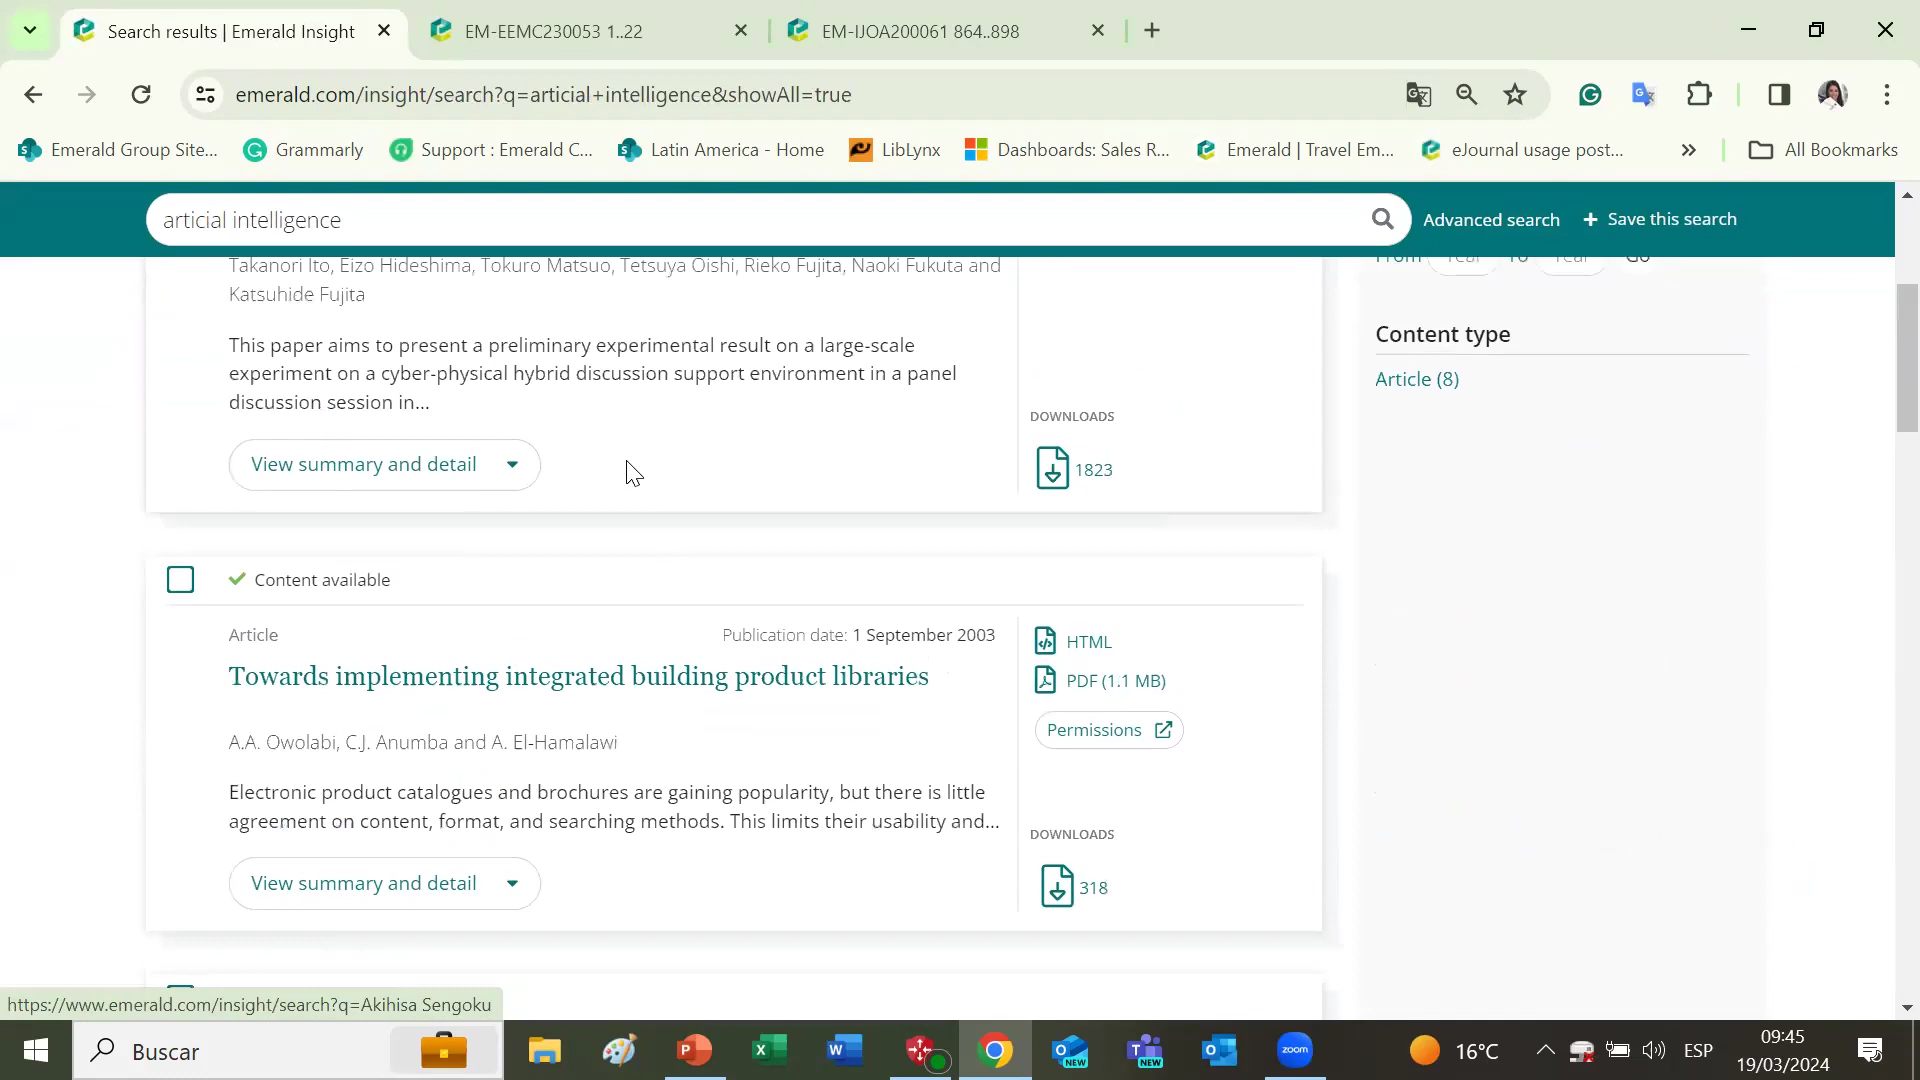 Search results | Emerald Insight
EM-EEMC230053 1..22
EM-IJOA200061 864..898
emerald.com/insight/search?q=articial+intelligence&showAll=true
Emerald Group Site...
Grammarly
Support : Emerald C...
Latin America - Home
LibLynx
Dashboards: Sales R...
Emerald | Travel Em...
eJournal usage post...
All Bookmarks
articial intelligence
Advanced search
Save this search
Takanori Ito, Eizo Hideshima, Tokuro Matsuo, Tetsuya Oishi, Rieko Fujita, Naoki Fukuta and
Katsuhide Fujita
This paper aims to present a preliminary experimental result on a large-scale
experiment on a cyber-physical hybrid discussion support environment in a panel
discussion session in...
View summary and detail
DOWNLOADS
1823
From Year To Year Go
Content type
Article (8)
Content available
Article
Publication date: 1 September 2003
Towards implementing integrated building product libraries
A.A. Owolabi, C.J. Anumba and A. El-Hamalawi
Electronic product catalogues and brochures are gaining popularity, but there is little
agreement on content, format, and searching methods. This limits their usability and...
View summary and detail
HTML
PDF (1.1 MB)
Permissions
DOWNLOADS
318
https://www.emerald.com/insight/search?q=Akihisa Sengoku
Buscar
NEW
NEW
zoom
16°C
ESP
09:45
19/03/2024